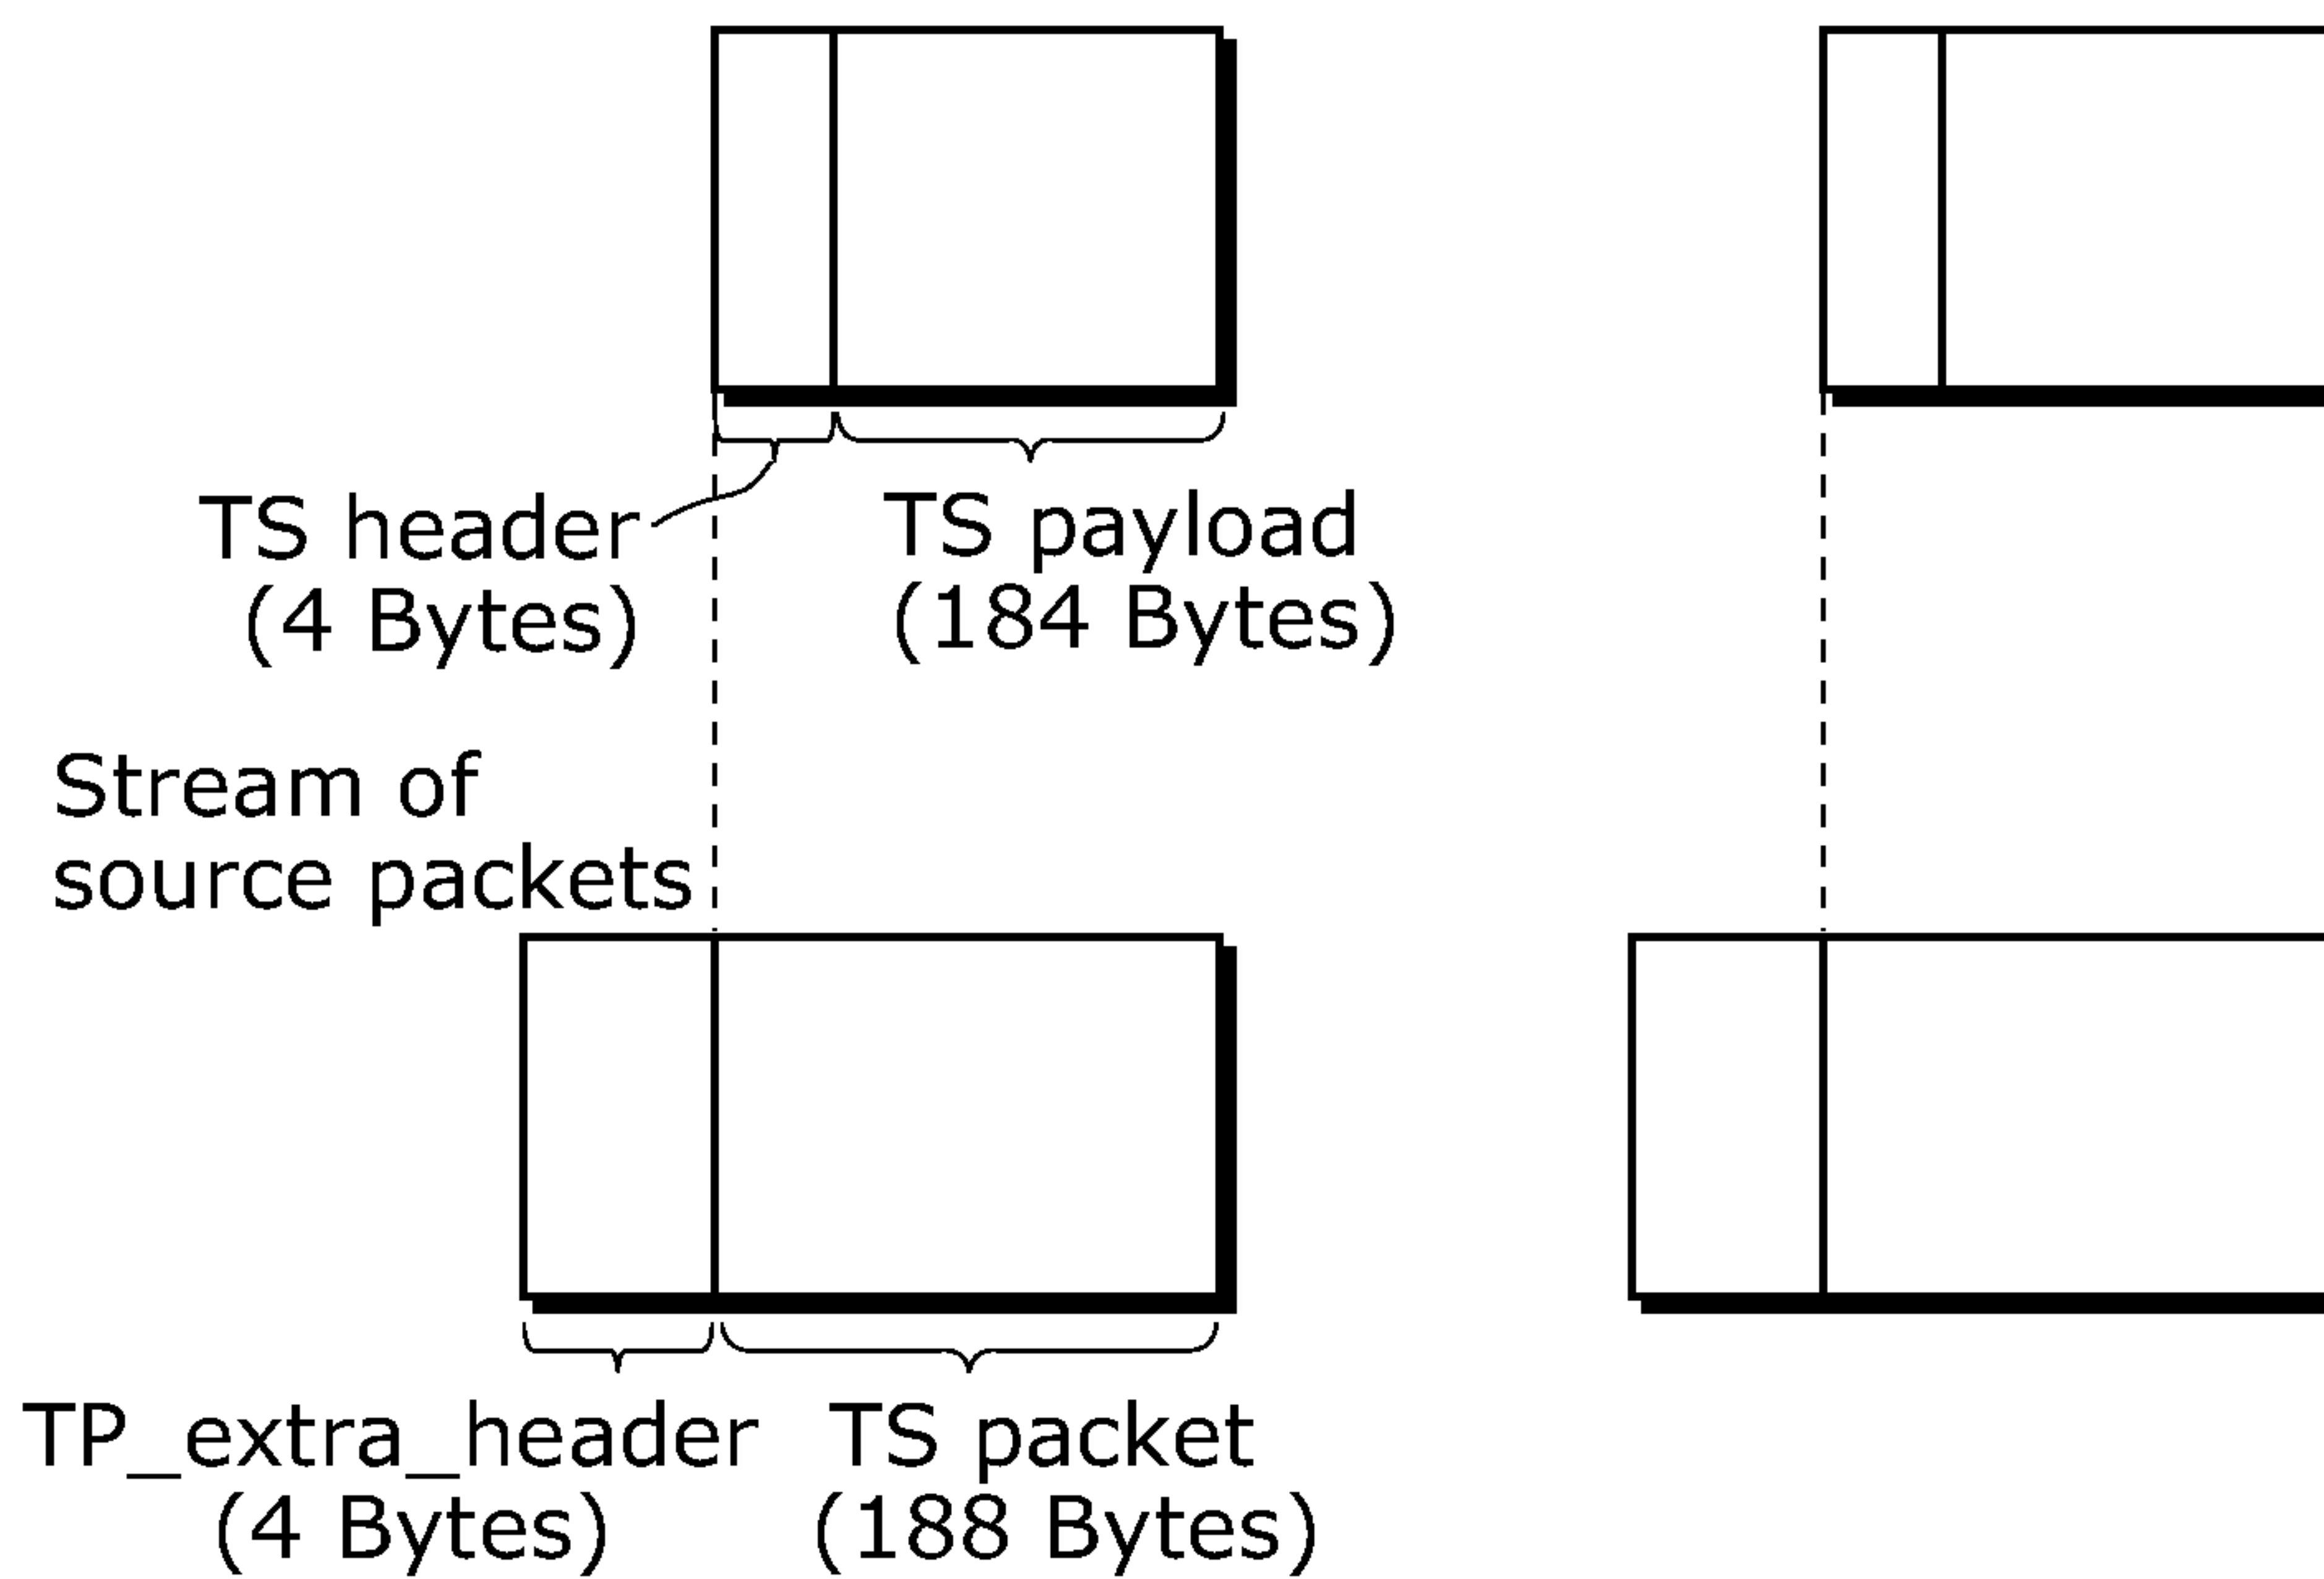 TS header
(4 Bytes)
TS payload
(184 Bytes)
Stream of
source packets
TP_extra_header
(4 Bytes)
TS packet
(188 Bytes)